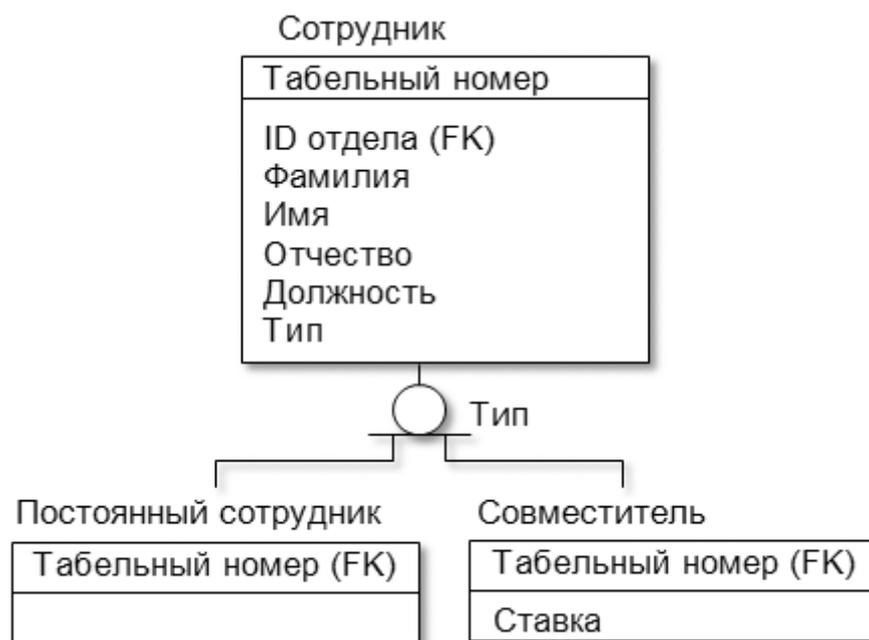 Сотрудник
Табельный номер
ID отдела (FK)
Фамилия
Имя
Отчество
Должность
Тип
Тип
Постоянный сотрудник
Табельный номер (FK)
Совместитель
Табельный номер (FK)
Ставка